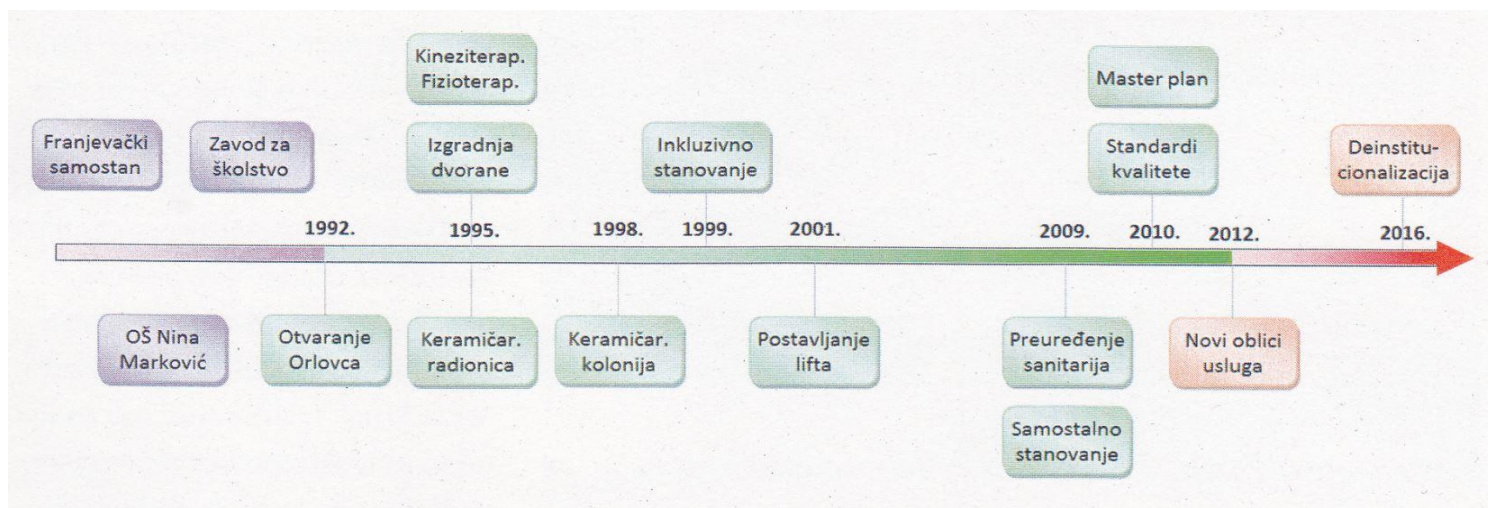 Kineziterap.
Fizioterap.
Master plan
Franjevački
samostan
Zavod za
školstvo
Izgradnja
dvorane
Inkluzivno
stanovanje
Standardi
kvalitete
Deinstitu-
cionalizacija
1992.
1995.
1998.
1999.
2001.
2009.
2010.
2012.
2016.
OŠ Nina
Marković
Otvaranje
Orlovca
Keramičar.
radionica
Keramičar.
kolonija
Postavljanje
lifta
Preuređenje
sanitarija
Novi oblici
usluga
Samostalno
stanovanje